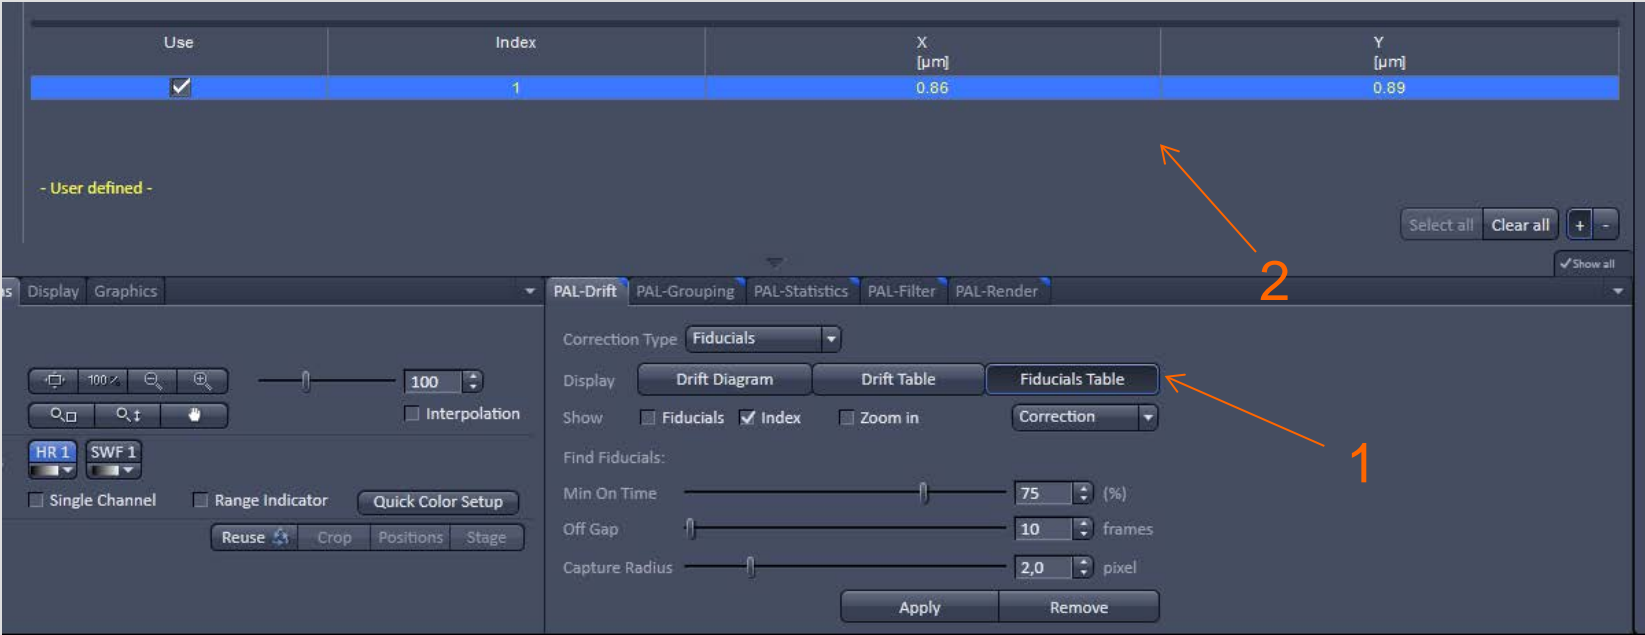 Use Index X Y
[µm] [µm]
1 0.86 0.89
- User defined -
Select all Clear all + -
2
Show all
ns Display Graphics
PAL-Drift PAL-Grouping PAL-Statistics PAL-Filter PAL-Render
Correction Type Fiducials
100% 100
Display Drift Diagram Drift Table Fiducials Table
Interpolation
Show Fiducials Index Zoom in Correction
1
HR 1 SWF 1
Find Fiducials:
Single Channel Range Indicator Quick Color Setup
Min On Time 75 (%)
Reuse Crop Positions Stage
Off Gap 10 frames
Capture Radius 2,0 pixel
Apply Remove